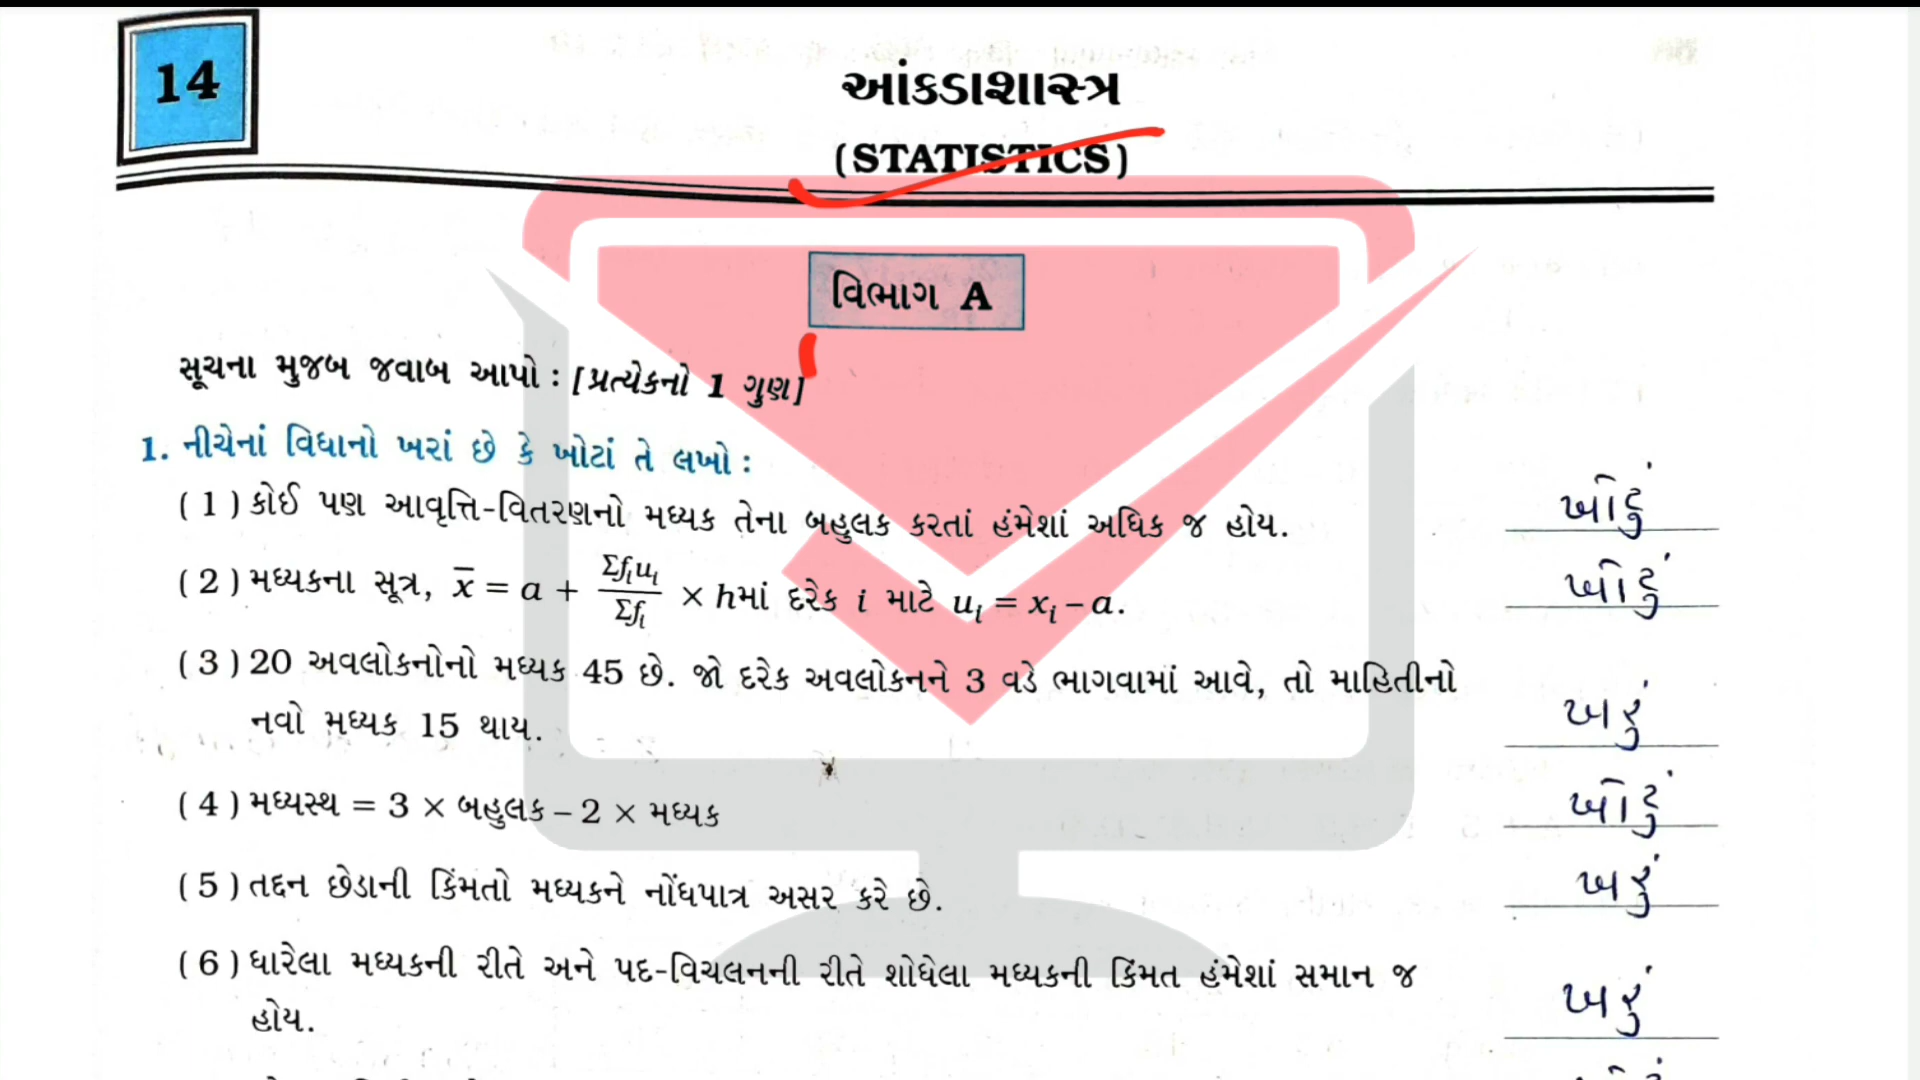 14
આંકડાશાસ્ત્ર
(STATISTICS)
વિભાગ A
સૂચના મુજબ જવાબ આપો : [પ્રત્યેકનો 1 ગુણ]
1. નીચેનાં વિધાનો ખરાં છે કે ખોટાં તે લખો :
(1) કોઈ પણ આવૃત્તિ-વિતરણનો મધ્યક તેના બહુલક કરતાં હંમેશાં અધિક જ હોય. ખોટું
(2) મધ્યકના સૂત્ર, x̄ = a + Σfᵢuᵢ/Σfᵢ × hમાં દરેક i માટે uᵢ = xᵢ – a. ખોટું
(3) 20 અવલોકનોનો મધ્યક 45 છે. જો દરેક અવલોકનને 3 વડે ભાગવામાં આવે, તો માહિતીનો
નવો મધ્યક 15 થાય. ખરું
(4) મધ્યસ્થ = 3 × બહુલક – 2 × મધ્યક ખોટું
(5) તદ્દન છેડાની કિંમતો મધ્યકને નોંધપાત્ર અસર કરે છે. ખરું
(6) ધારેલા મધ્યકની રીતે અને પદ-વિચલનની રીતે શોધેલા મધ્યકની કિંમત હંમેશાં સમાન જ
હોય. ખરું